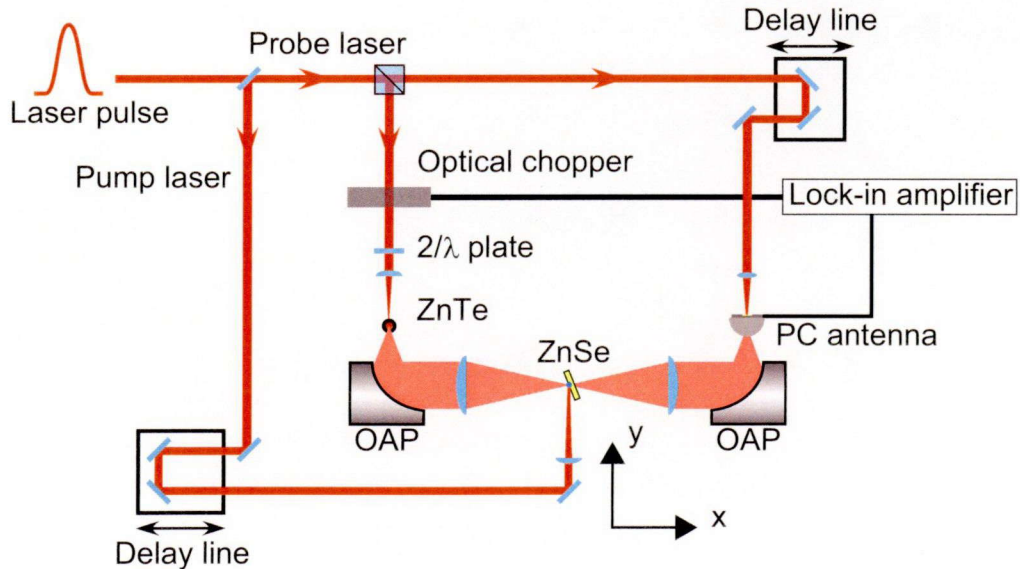 Delay line
Probe laser
Laser pulse
Optical chopper
Pump laser
Lock-in amplifier
2/λ plate
ZnTe
PC antenna
ZnSe
OAP
OAP
y
x
Delay line